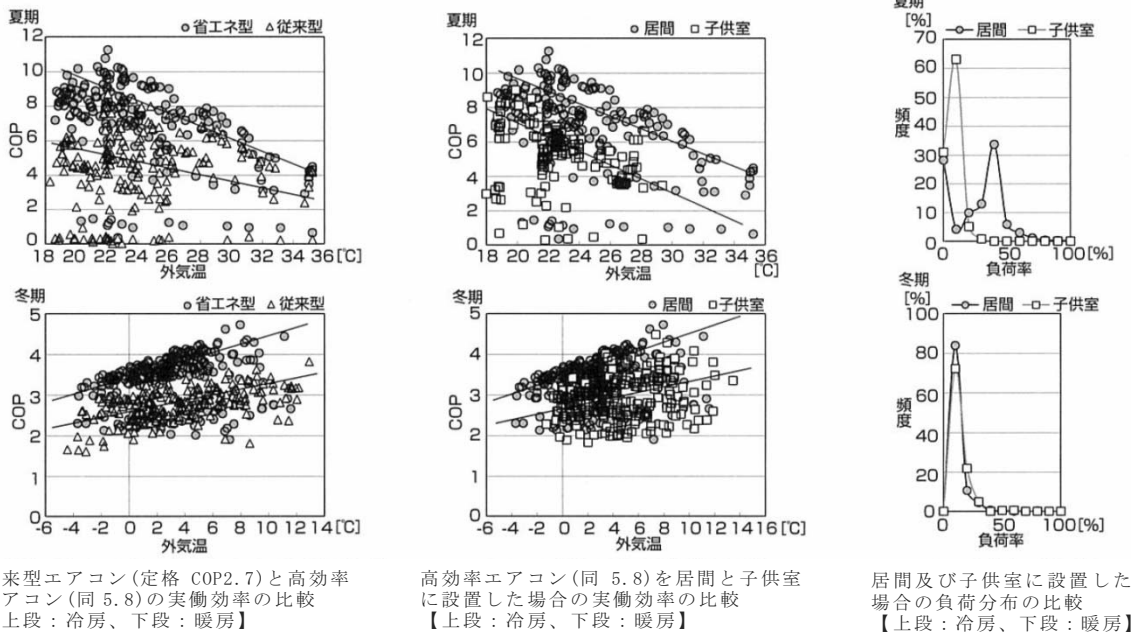 夏期
省エネ型 従来型
12
10
8
6
4
2
0
COP
18 20 22 24 26 28 30 32 34 36[℃]
外気温
冬期
省エネ型 従来型
5
4
3
2
1
0
COP
-6 -4 -2 0 2 4 6 8 10 12 14[℃]
外気温
来型エアコン(定格 COP2.7)と高効率
アコン(同 5.8)の実働効率の比較
上段:冷房、下段:暖房】
夏期
居間 子供室
12
10
8
6
4
2
0
COP
18 20 22 24 26 28 30 32 34 36
[℃]
外気温
冬期
居間 子供室
5
4
3
2
1
0
COP
-6 -4 -2 0 2 4 6 8 10 12 14 16[℃]
外気温
高効率エアコン(同 5.8)を居間と子供室
に設置した場合の実働効率の比較
【上段:冷房、下段:暖房】
夏期
[%] 居間 子供室
70
60
50
40
30
20
10
0
頻度
0 50 100[%]
負荷率
冬期
[%] 居間 子供室
100
80
60
40
20
0
頻度
0 50 100[%]
負荷率
居間及び子供室に設置した
場合の負荷分布の比較
【上段:冷房、下段:暖房】